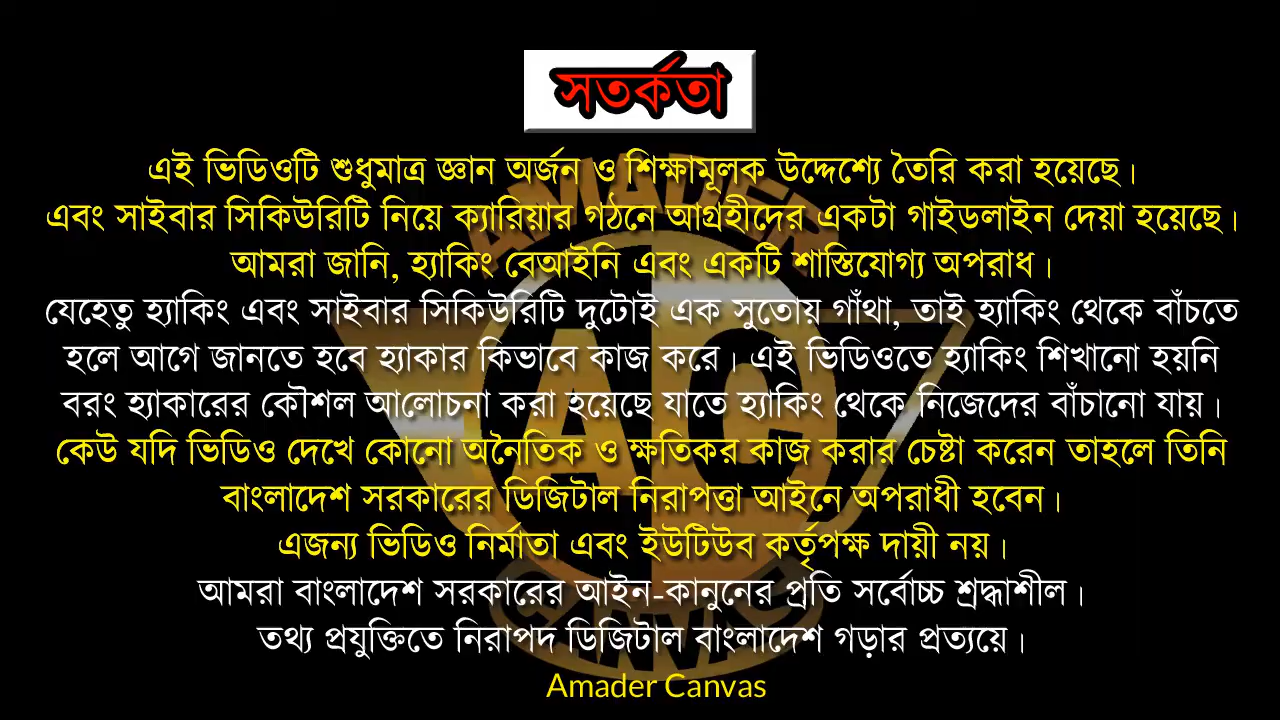 সতর্কতা
এই ভিডিওটি শুধুমাত্র জ্ঞান অর্জন ও শিক্ষামূলক উদ্দেশ্যে তৈরি করা হয়েছে।
এবং সাইবার সিকিউরিটি নিয়ে ক্যারিয়ার গঠনে আগ্রহীদের একটা গাইডলাইন দেয়া হয়েছে।
আমরা জানি, হ্যাকিং বেআইনি এবং একটি শাস্তিযোগ্য অপরাধ।
যেহেতু হ্যাকিং এবং সাইবার সিকিউরিটি দুটোই এক সুতোয় গাঁথা, তাই হ্যাকিং থেকে বাঁচতে
হলে আগে জানতে হবে হ্যাকার কিভাবে কাজ করে। এই ভিডিওতে হ্যাকিং শিখানো হয়নি
বরং হ্যাকারের কৌশল আলোচনা করা হয়েছে যাতে হ্যাকিং থেকে নিজেদের বাঁচানো যায়।
কেউ যদি ভিডিও দেখে কোনো অনৈতিক ও ক্ষতিকর কাজ করার চেষ্টা করেন তাহলে তিনি
বাংলাদেশ সরকারের ডিজিটাল নিরাপত্তা আইনে অপরাধী হবেন।
এজন্য ভিডিও নির্মাতা এবং ইউটিউব কর্তৃপক্ষ দায়ী নয়।
আমরা বাংলাদেশ সরকারের আইন-কানুনের প্রতি সর্বোচ্চ শ্রদ্ধাশীল।
তথ্য প্রযুক্তিতে নিরাপদ ডিজিটাল বাংলাদেশ গড়ার প্রত্যয়ে।
Amader Canvas
AMADER
AC
CANVAS